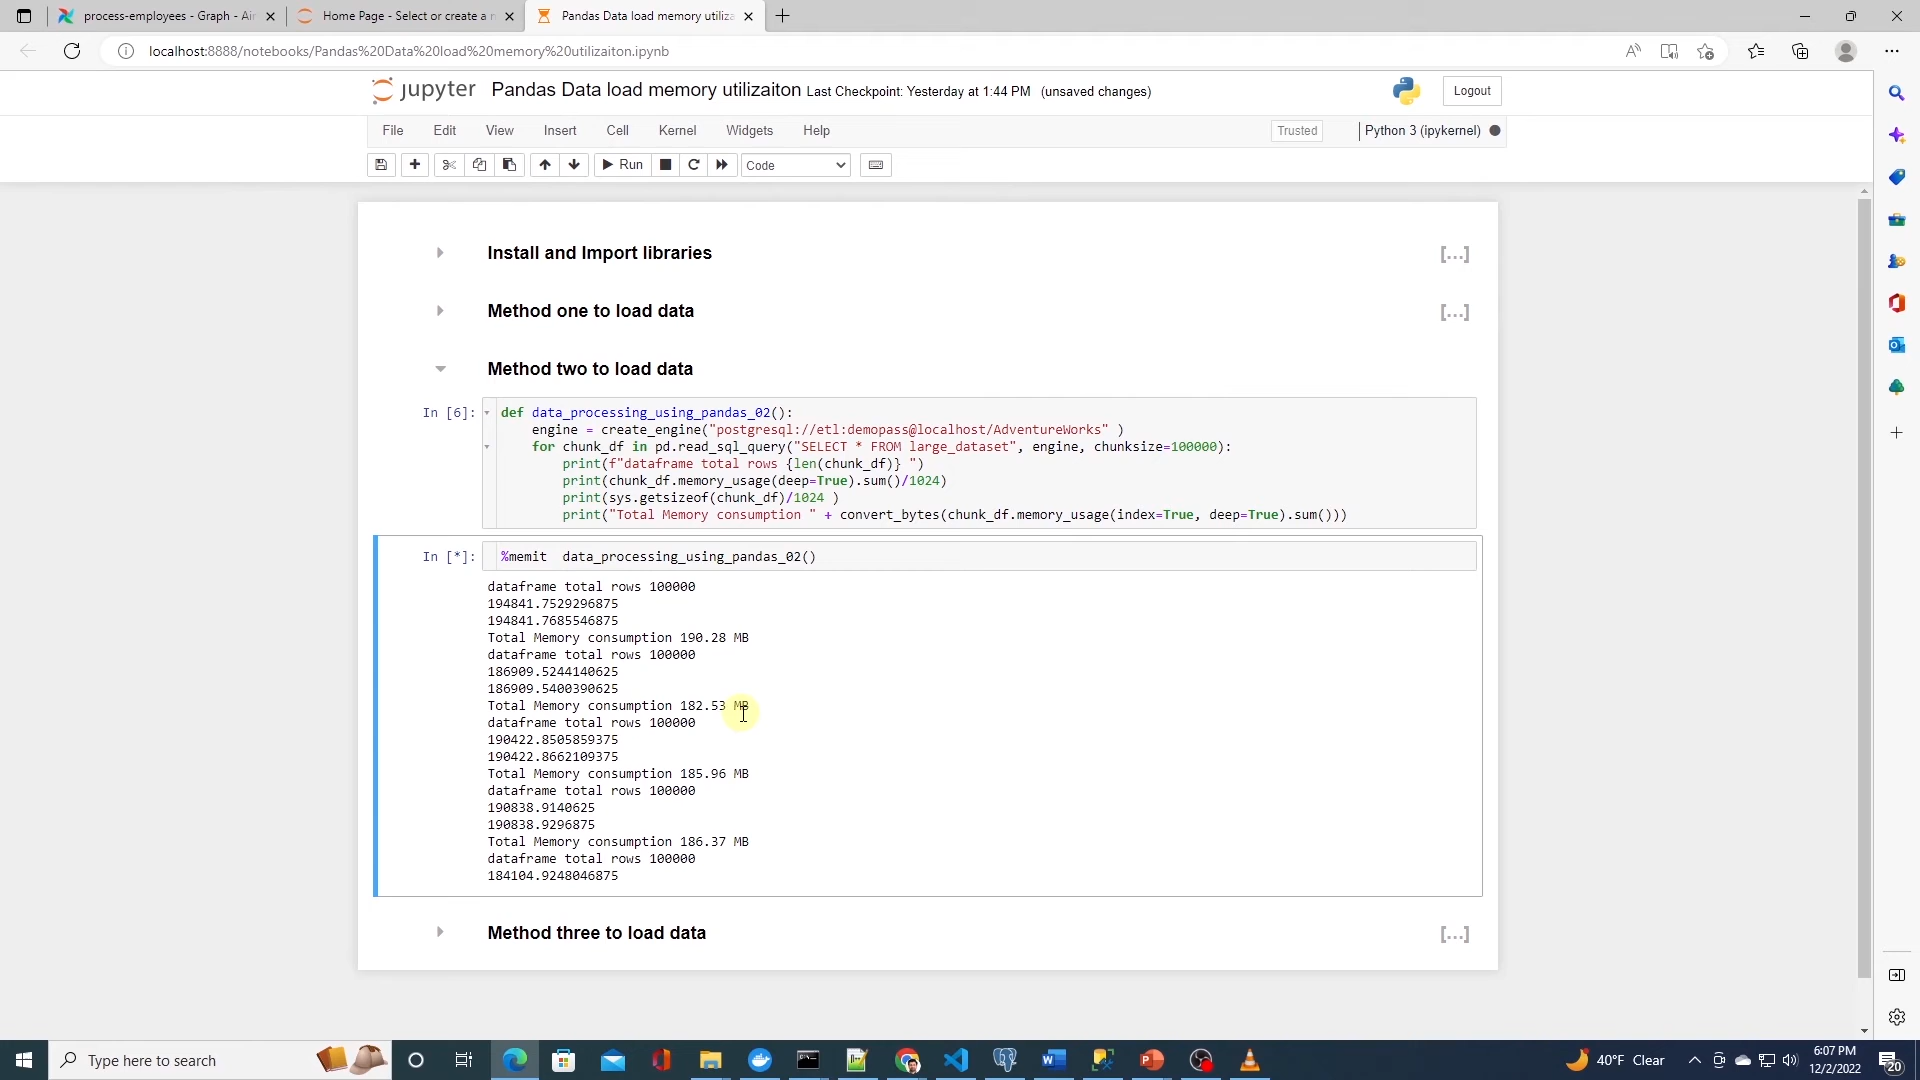 process-employees - Graph - Air
Home Page - Select or create a n
Pandas Data load memory utiliza
localhost:8888/notebooks/Pandas%20Data%20load%20memory%20utilizaiton.ipynb
jupyter Pandas Data load memory utilizaiton Last Checkpoint: Yesterday at 1:44 PM (unsaved changes)
Logout
File Edit View Insert Cell Kernel Widgets Help
Trusted Python 3 (ipykernel)
Run Code
Install and Import libraries [...]
Method one to load data [...]
Method two to load data
In [6]: def data_processing_using_pandas_02():
engine = create_engine("postgresql://etl:demopass@localhost/AdventureWorks" )
for chunk_df in pd.read_sql_query("SELECT * FROM large_dataset", engine, chunksize=100000):
print(f"dataframe total rows {len(chunk_df)} ")
print(chunk_df.memory_usage(deep=True).sum()/1024)
print(sys.getsizeof(chunk_df)/1024 )
print("Total Memory consumption " + convert_bytes(chunk_df.memory_usage(index=True, deep=True).sum()))
In [*]: %memit data_processing_using_pandas_02()
dataframe total rows 100000
194841.7529296875
194841.7685546875
Total Memory consumption 190.28 MB
dataframe total rows 100000
186909.5244140625
186909.5400390625
Total Memory consumption 182.53 MB
dataframe total rows 100000
190422.8505859375
190422.8662109375
Total Memory consumption 185.96 MB
dataframe total rows 100000
190838.9140625
190838.9296875
Total Memory consumption 186.37 MB
dataframe total rows 100000
184104.9248046875
Method three to load data [...]
Type here to search
40°F Clear
6:07 PM
12/2/2022
20